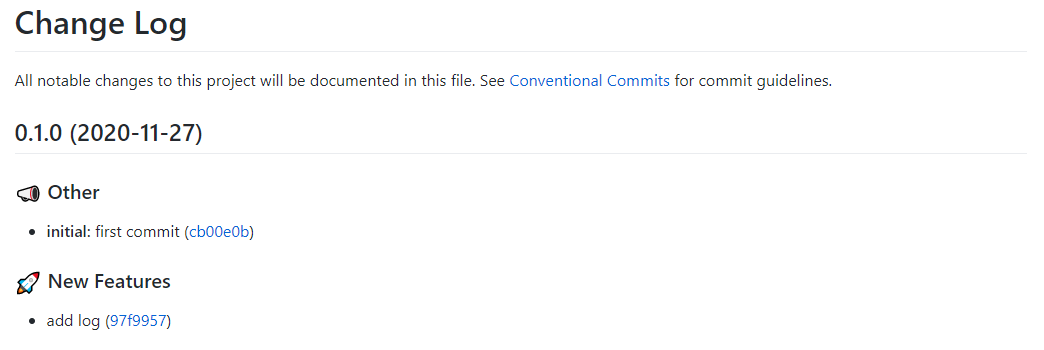 Change Log
All notable changes to this project will be documented in this file. See Conventional Commits for commit guidelines.
0.1.0 (2020-11-27)
Other
initial: first commit (cb00e0b)
New Features
add log (97f9957)